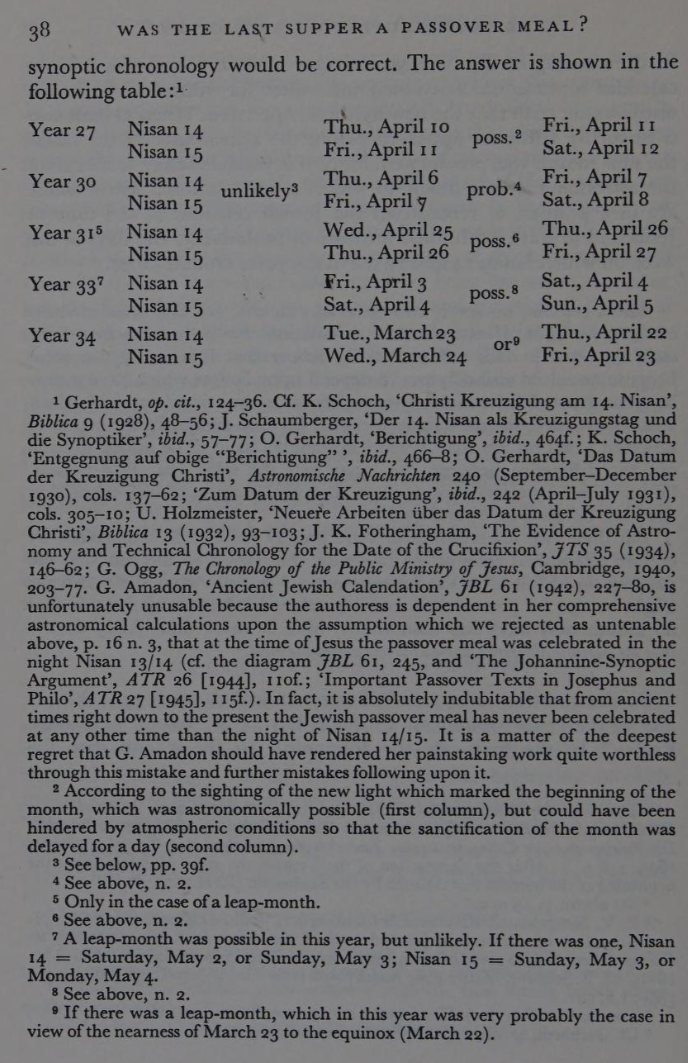 38 WAS THE LAST SUPPER A PASSOVER MEAL?
synoptic chronology would be correct. The answer is shown in the
following table:¹
Year 27 Nisan 14 Thu., April 10 poss.² Fri., April 11
Nisan 15 Fri., April 11 Sat., April 12
Year 30 Nisan 14 unlikely³ Thu., April 6 prob.⁴ Fri., April 7
Nisan 15 Fri., April 7 Sat., April 8
Year 31⁵ Nisan 14 Wed., April 25 poss.⁶ Thu., April 26
Nisan 15 Thu., April 26 Fri., April 27
Year 33⁷ Nisan 14 Fri., April 3 poss.⁸ Sat., April 4
Nisan 15 Sat., April 4 Sun., April 5
Year 34 Nisan 14 Tue., March 23 or⁹ Thu., April 22
Nisan 15 Wed., March 24 Fri., April 23
¹ Gerhardt, op. cit., 124–36. Cf. K. Schoch, ‘Christi Kreuzigung am 14. Nisan’,
Biblica 9 (1928), 48–56; J. Schaumberger, ‘Der 14. Nisan als Kreuzigungstag und
die Synoptiker’, ibid., 57–77; O. Gerhardt, ‘Berichtigung’, ibid., 464f.; K. Schoch,
‘Entgegnung auf obige “Berichtigung” ’, ibid., 466–8; O. Gerhardt, ‘Das Datum
der Kreuzigung Christi’, Astronomische Nachrichten 240 (September–December
1930), cols. 137–62; ‘Zum Datum der Kreuzigung’, ibid., 242 (April–July 1931),
cols. 305–10; U. Holzmeister, ‘Neuere Arbeiten über das Datum der Kreuzigung
Christi’, Biblica 13 (1932), 93–103; J. K. Fotheringham, ‘The Evidence of Astro-
nomy and Technical Chronology for the Date of the Crucifixion’, JTS 35 (1934),
146–62; G. Ogg, The Chronology of the Public Ministry of Jesus, Cambridge, 1940,
203–77. G. Amadon, ‘Ancient Jewish Calendation’, JBL 61 (1942), 227–80, is
unfortunately unusable because the authoress is dependent in her comprehensive
astronomical calculations upon the assumption which we rejected as untenable
above, p. 16 n. 3, that at the time of Jesus the passover meal was celebrated in the
night Nisan 13/14 (cf. the diagram JBL 61, 245, and ‘The Johannine-Synoptic
Argument’, ATR 26 [1944], 110f.; ‘Important Passover Texts in Josephus and
Philo’, ATR 27 [1945], 115f.). In fact, it is absolutely indubitable that from ancient
times right down to the present the Jewish passover meal has never been celebrated
at any other time than the night of Nisan 14/15. It is a matter of the deepest
regret that G. Amadon should have rendered her painstaking work quite worthless
through this mistake and further mistakes following upon it.
² According to the sighting of the new light which marked the beginning of the
month, which was astronomically possible (first column), but could have been
hindered by atmospheric conditions so that the sanctification of the month was
delayed for a day (second column).
³ See below, pp. 39f.
⁴ See above, n. 2.
⁵ Only in the case of a leap-month.
⁶ See above, n. 2.
⁷ A leap-month was possible in this year, but unlikely. If there was one, Nisan
14 = Saturday, May 2, or Sunday, May 3; Nisan 15 = Sunday, May 3, or
Monday, May 4.
⁸ See above, n. 2.
⁹ If there was a leap-month, which in this year was very probably the case in
view of the nearness of March 23 to the equinox (March 22).